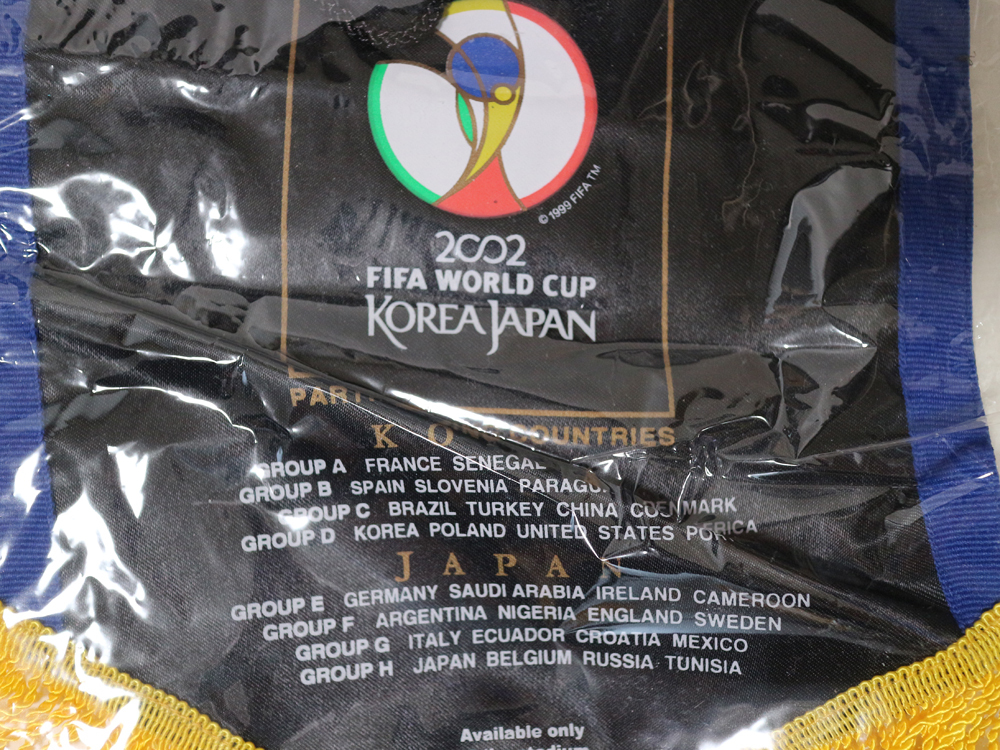 © 1999 FIFA TM
2002
FIFA WORLD CUP
KOREA JAPAN
COUNTRIES
GROUP A FRANCE SENEGAL
GROUP B SPAIN SLOVENIA
GROUP C BRAZIL TURKEY CHINA
GROUP D KOREA POLAND UNITED STATES
JAPAN
GROUP E GERMANY SAUDI ARABIA IRELAND CAMEROON
GROUP F ARGENTINA NIGERIA ENGLAND SWEDEN
GROUP G ITALY ECUADOR CROATIA MEXICO
GROUP H JAPAN BELGIUM RUSSIA TUNISIA
Available only